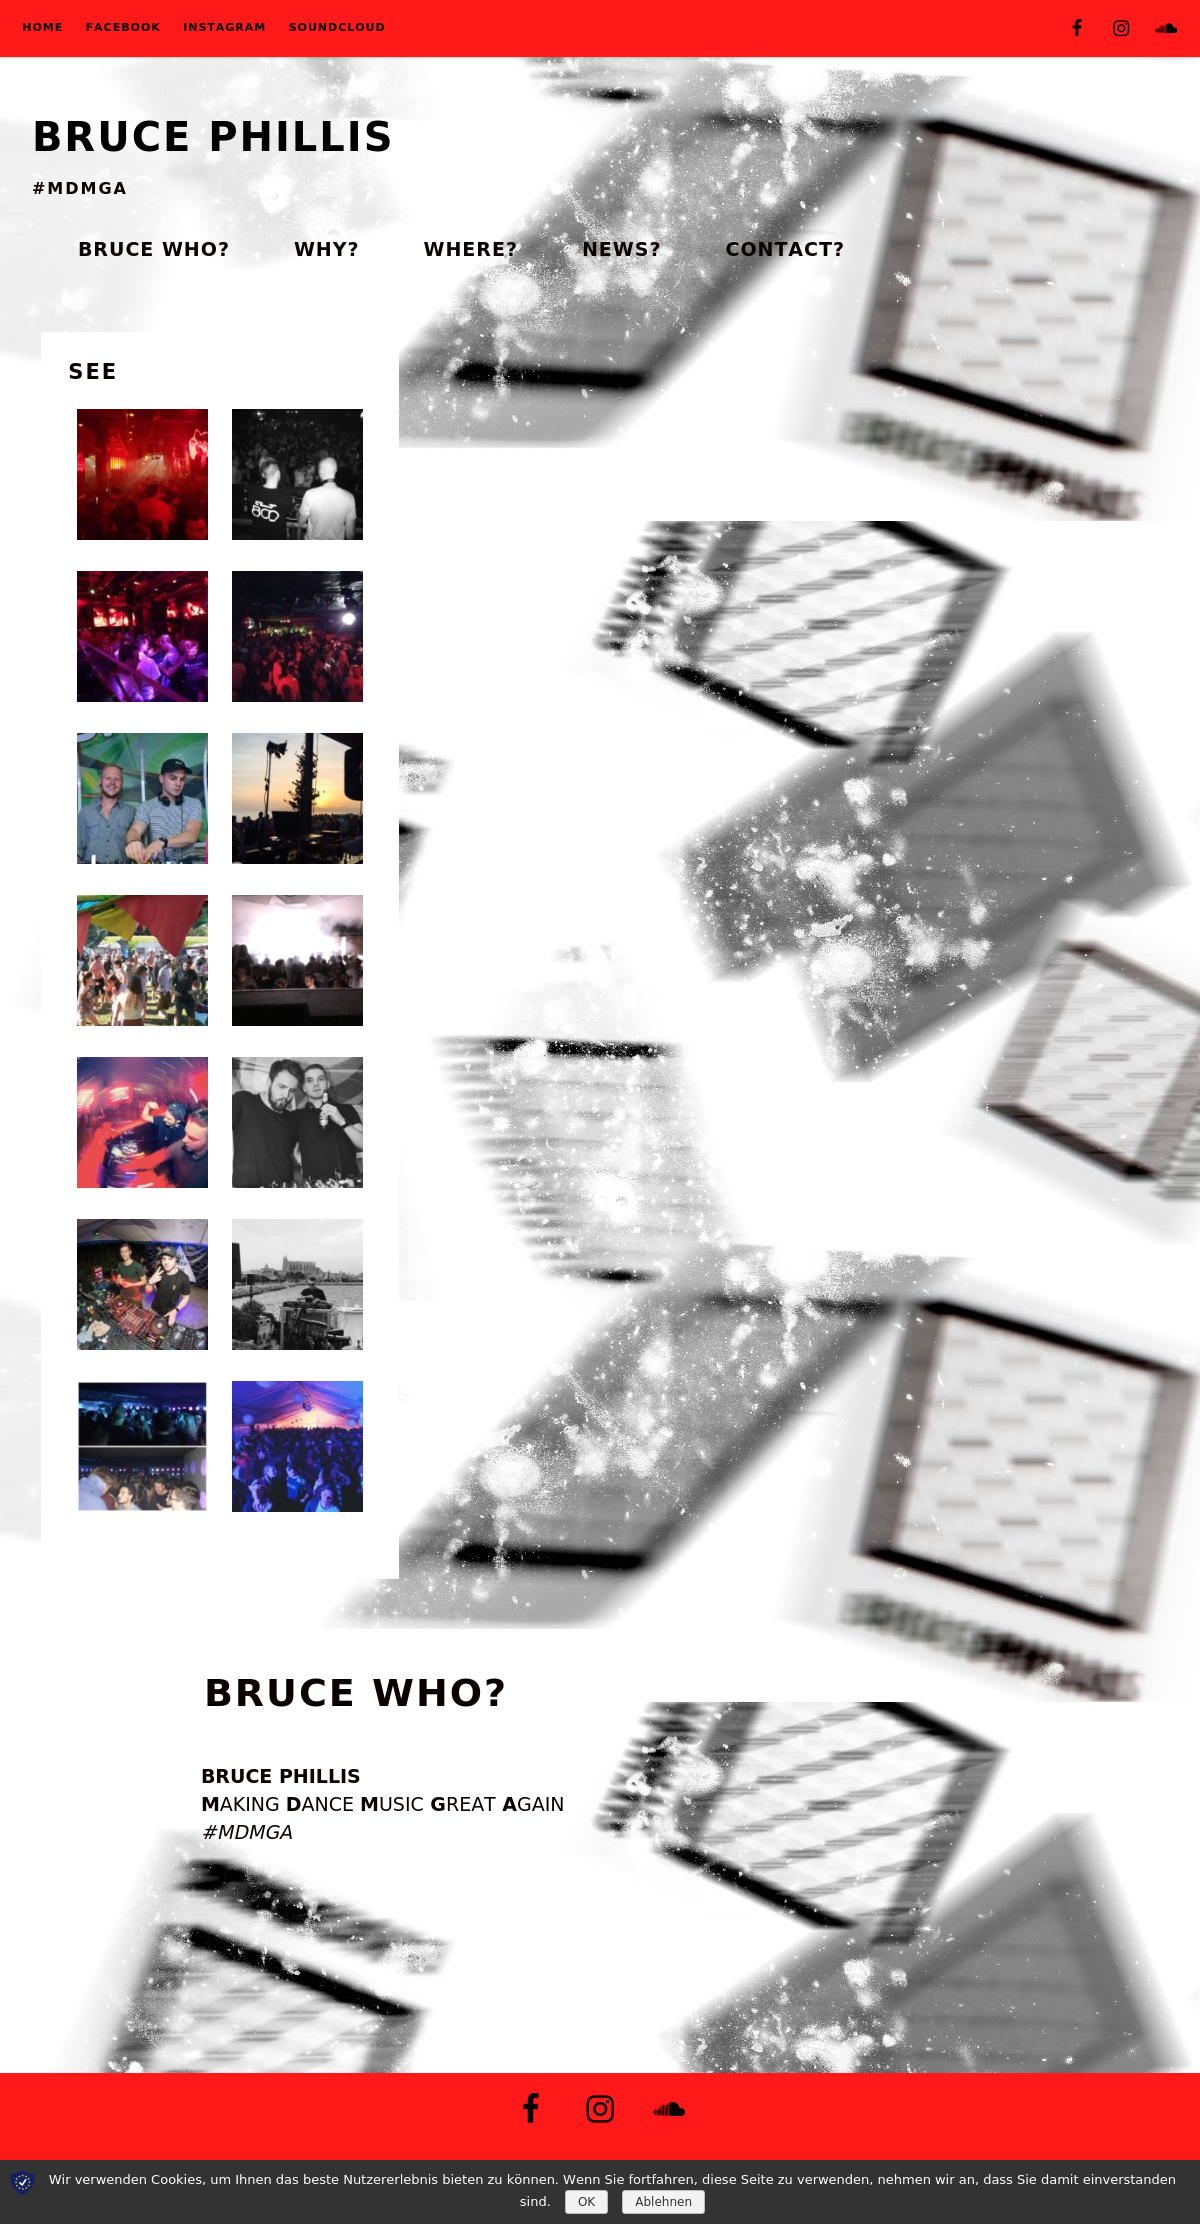 HOME FACEBOOK INSTAGRAM SOUNDCLOUD
BRUCE PHILLIS
#MDMGA
BRUCE WHO? WHY? WHERE? NEWS? CONTACT?
SEE
BRUCE WHO?
BRUCE PHILLIS
MAKING DANCE MUSIC GREAT AGAIN
#MDMGA
Wir verwenden Cookies, um Ihnen das beste Nutzererlebnis bieten zu können. Wenn Sie fortfahren, diese Seite zu verwenden, nehmen wir an, dass Sie damit einverstanden
sind. OK Ablehnen